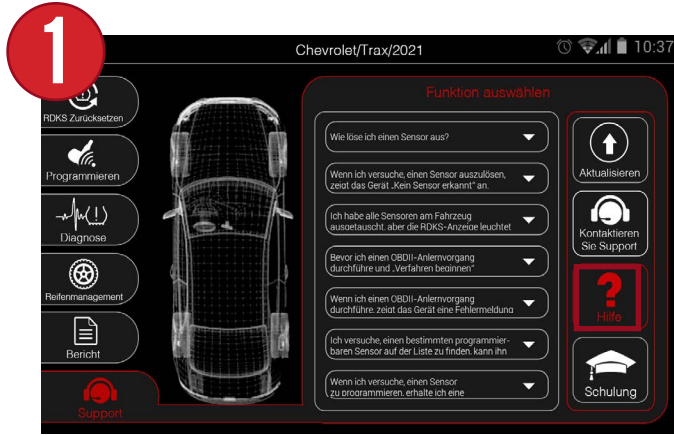 1
Chevrolet/Trax/2021
10:37
RDKS Zurücksetzen
Programmieren
Diagnose
Reifenmanagement
Bericht
Support
Funktion auswählen
Wie löse ich einen Sensor aus?
Wenn ich versuche, einen Sensor auszulösen,
zeigt das Gerät „Kein Sensor erkannt" an.
Ich habe alle Sensoren am Fahrzeug
ausgetauscht, aber die RDKS-Anzeige leuchtet
Bevor ich einen OBDII-Anlernvorgang
durchführe und „Verfahren beginnen"
Wenn ich einen OBDII-Anlernvorgang
durchführe, zeigt das Gerät eine Fehlermeldung
Ich versuche, einen bestimmten programmier-
baren Sensor auf der Liste zu finden, kann ihn
Wenn ich versuche, einen Sensor
zu programmieren, erhalte ich eine
Aktualisieren
Kontaktieren
Sie Support
?
Hilfe
Schulung